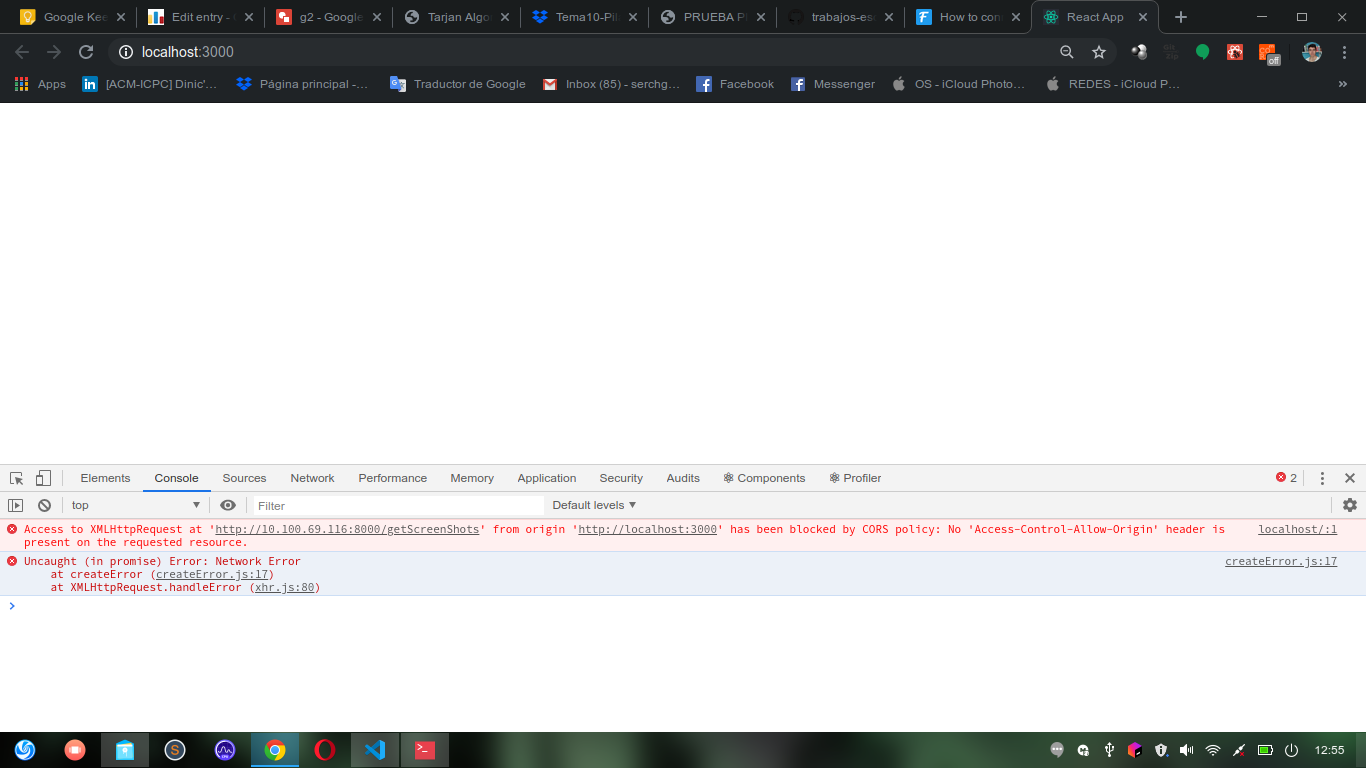 Google Kee
Edit entry -
g2 - Google
Tarjan Algo
Tema10-Pil
PRUEBA P
trabajos-esc
How to con
React App
localhost:3000
Apps
[ACM-ICPC] Dinic'...
Página principal -...
Traductor de Google
Inbox (85) - serchg...
Facebook
Messenger
OS - iCloud Photo...
REDES - iCloud P...
»
off
Elements
Console
Sources
Network
Performance
Memory
Application
Security
Audits
Components
Profiler
2
top
Filter
Default levels
Access to XMLHttpRequest at 'http://10.100.69.116:8000/getScreenShots' from origin 'http://localhost:3000' has been blocked by CORS policy: No 'Access-Control-Allow-Origin' header is
localhost/:1
present on the requested resource.
Uncaught (in promise) Error: Network Error
createError.js:17
at createError (createError.js:17)
at XMLHttpRequest.handleError (xhr.js:80)
12:55